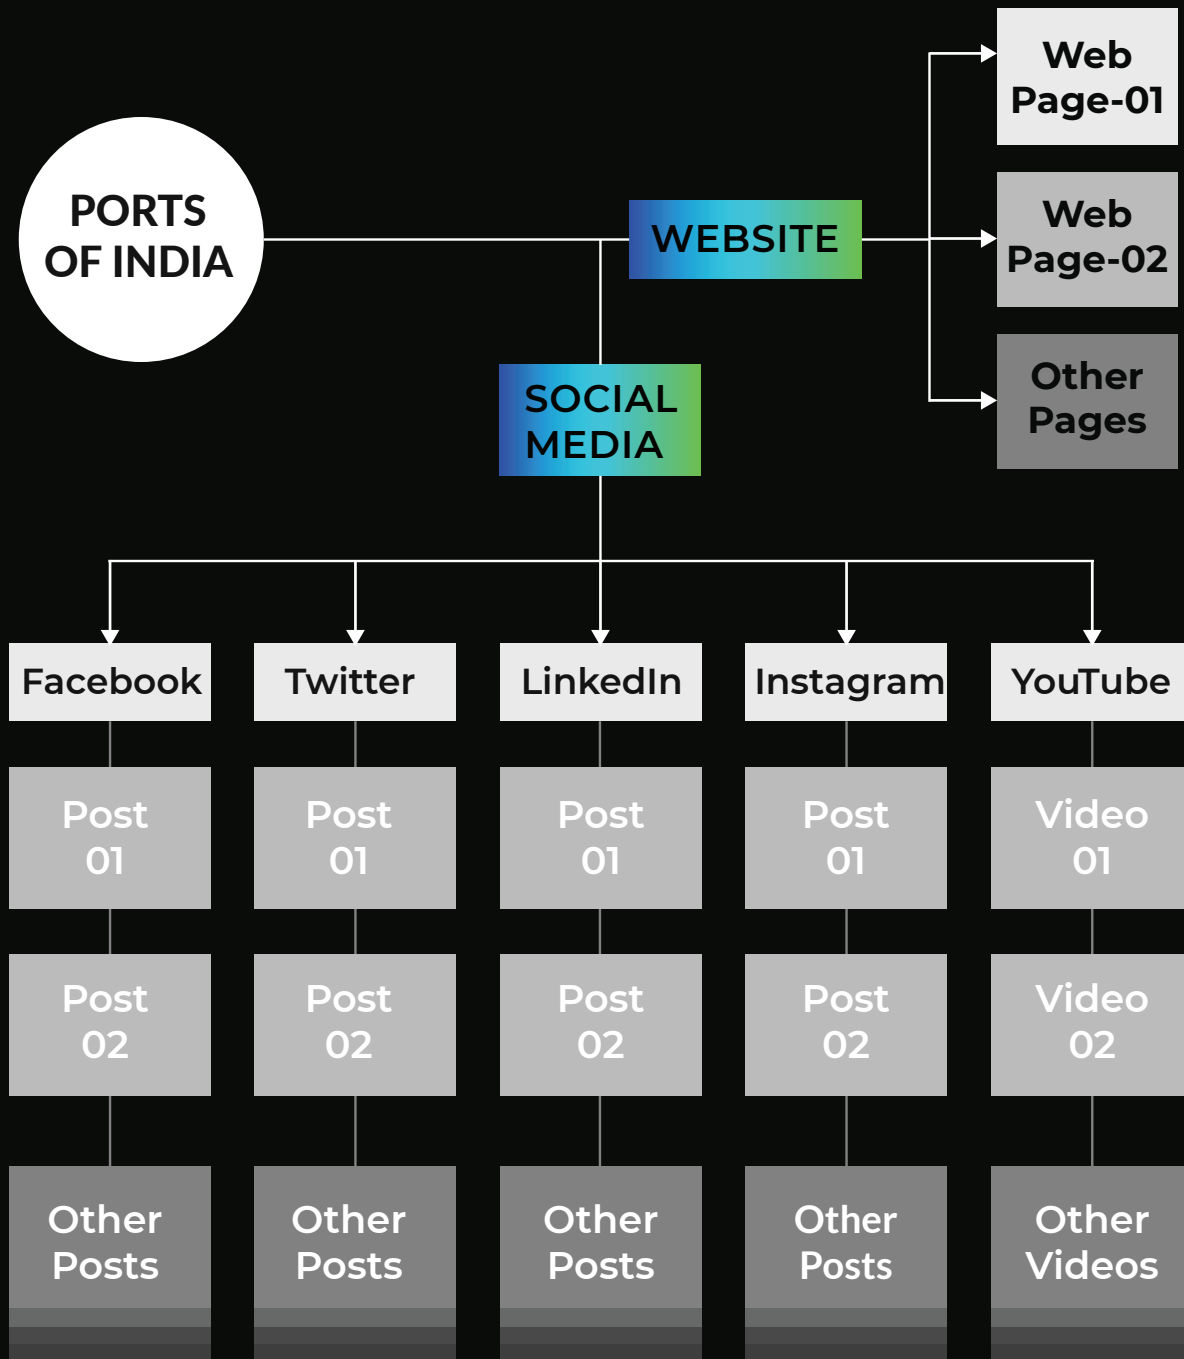 Web
Page-01
PORTS
OF INDIA
WEBSITE
Web
Page-02
Other
Pages
SOCIAL
MEDIA
Facebook
Twitter
LinkedIn
Instagram
YouTube
Post
01
Post
01
Post
01
Post
01
Video
01
Post
02
Post
02
Post
02
Post
02
Video
02
Other
Posts
Other
Posts
Other
Posts
Other
Posts
Other
Videos